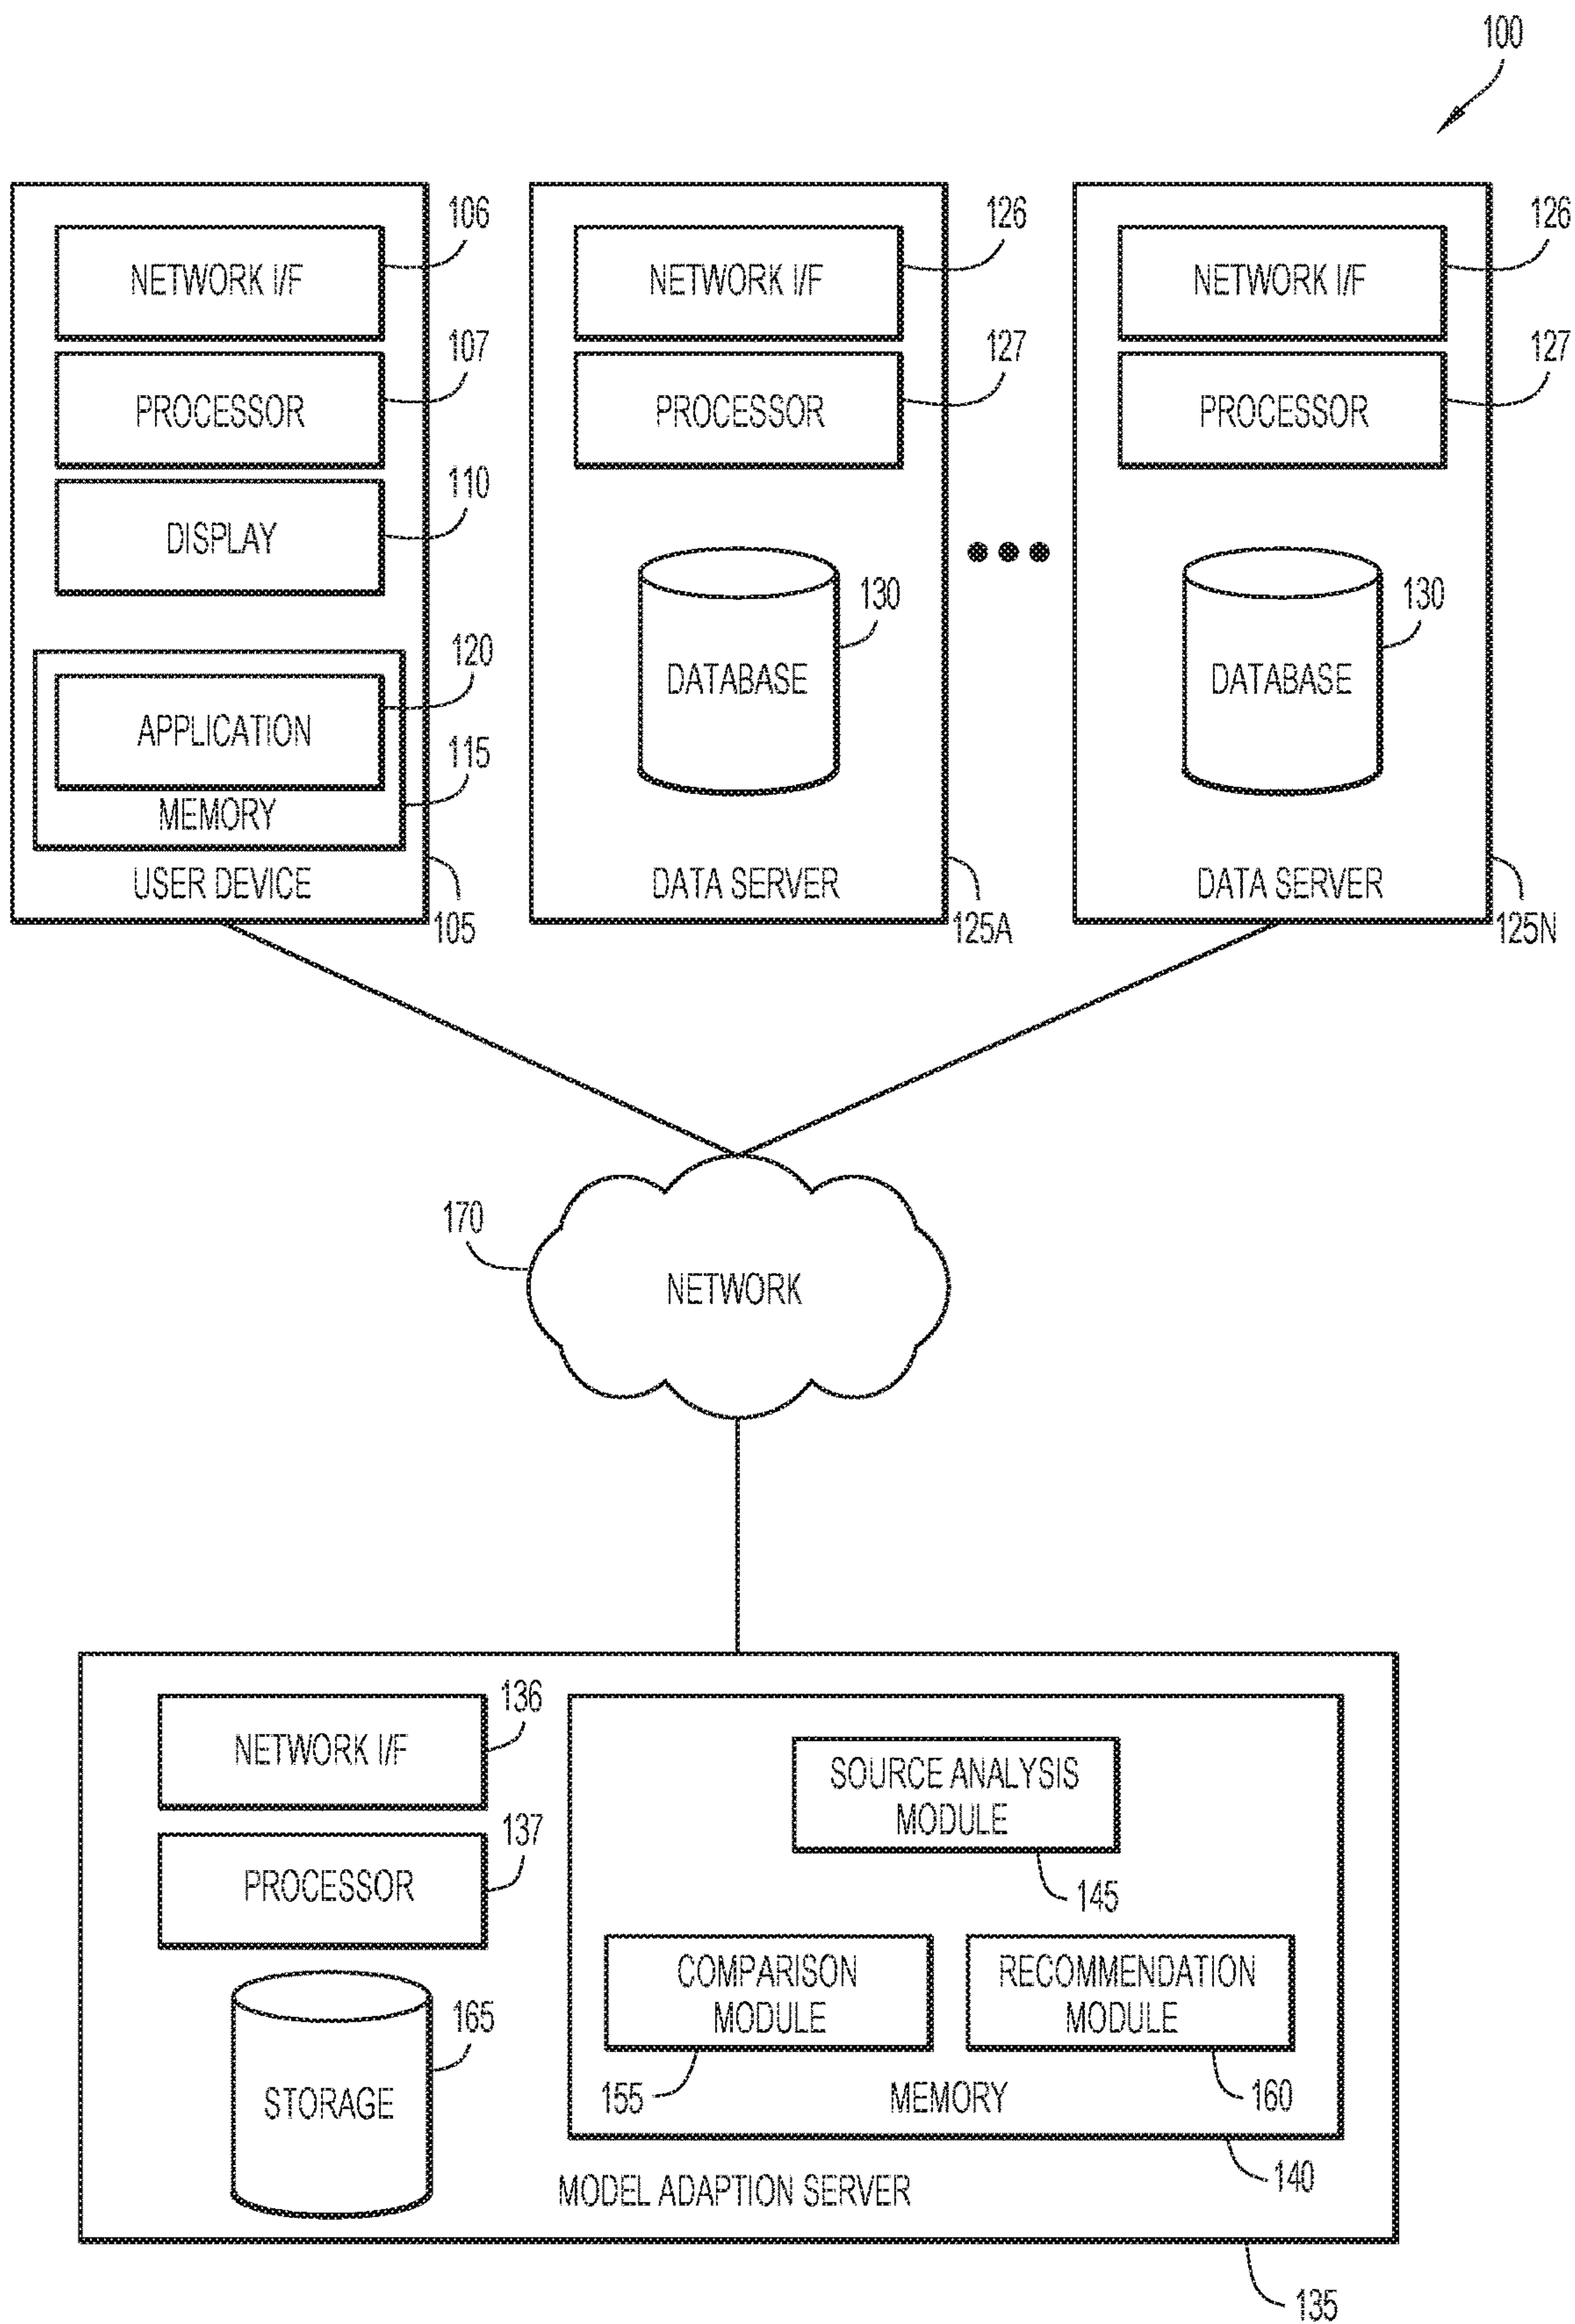 100
106
NETWORK I/F
107
PROCESSOR
110
DISPLAY
120
APPLICATION
115
MEMORY
USER DEVICE
105
126
NETWORK I/F
127
PROCESSOR
130
DATABASE
DATA SERVER
125A
126
NETWORK I/F
127
PROCESSOR
130
DATABASE
DATA SERVER
125N
170
NETWORK
136
NETWORK I/F
137
PROCESSOR
165
STORAGE
SOURCE ANALYSIS
MODULE
145
COMPARISON
MODULE
155
RECOMMENDATION
MODULE
160
MEMORY
140
MODEL ADAPTION SERVER
135